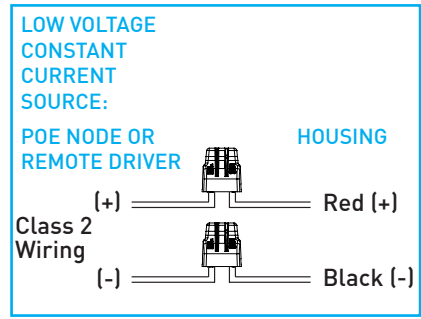 LOW VOLTAGE
CONSTANT
CURRENT
SOURCE:
POE NODE OR
REMOTE DRIVER
HOUSING
(+)
Red (+)
Class 2
Wiring
(-)
Black (-)